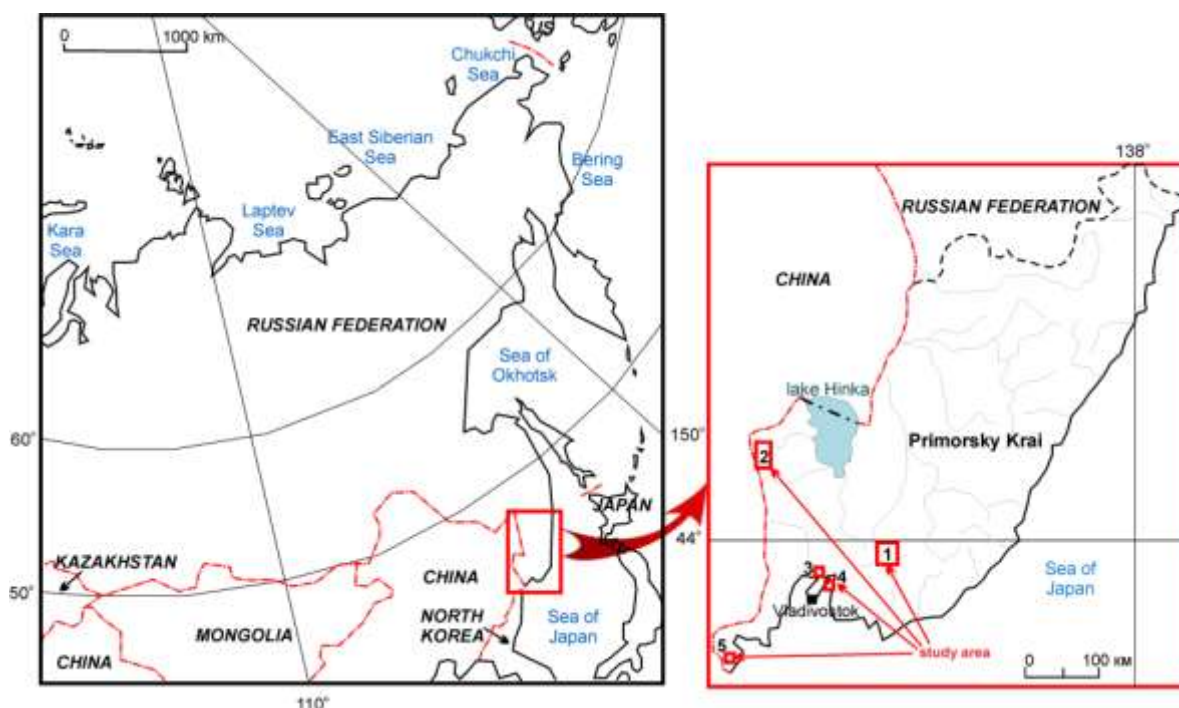 0 1000 km
US
Chukchi
Sea
East Siberian
Sea
Bering
Sea
Laptev
Sea
Kara
Sea
RUSSIAN FEDERATION
Sea of
Okhotsk
60°
150°
JAPAN
KAZAKHSTAN
CHINA
50°
NORTH
KOREA
Sea of
Japan
MONGOLIA
CHINA
110°
138°
RUSSIAN FEDERATION
CHINA
lake Hinka
Primorsky Krai
2
44°
1
3
4
Vladivostok
Sea of
Japan
5
study area
0 100 км